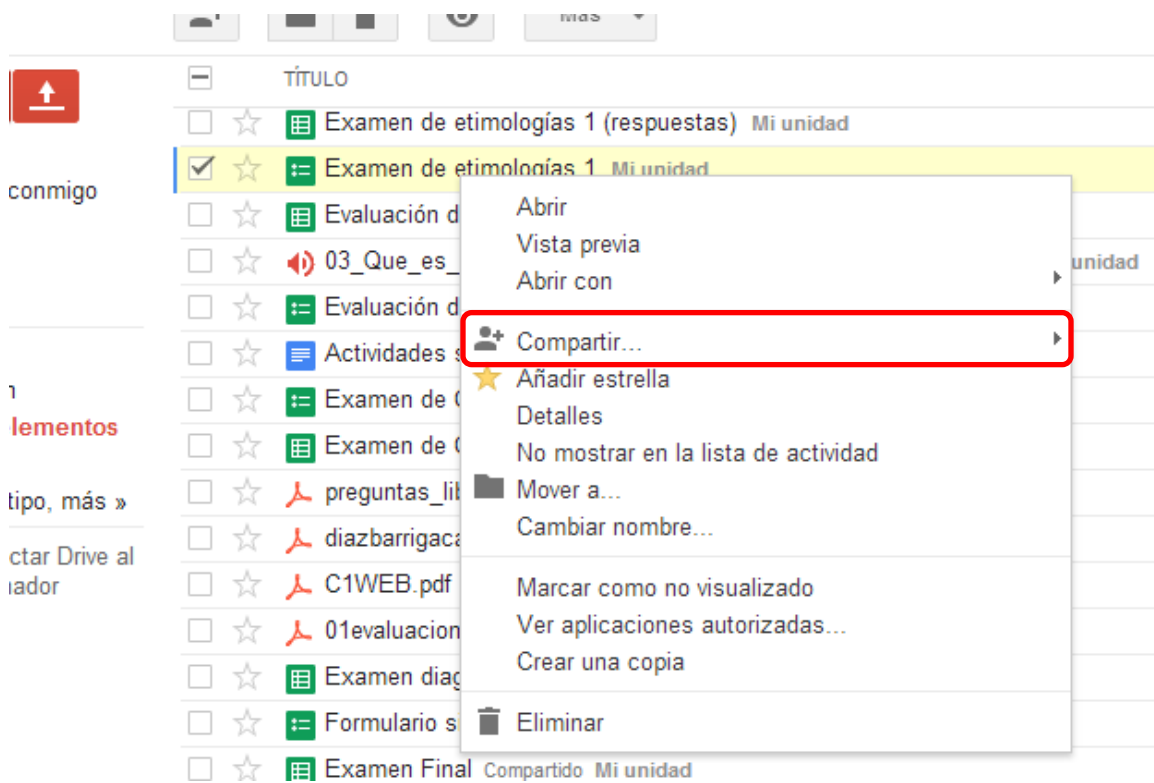 Más
TÍTULO
Examen de etimologías 1 (respuestas) Mi unidad
Examen de etimologías 1 Mi unidad
conmigo
Evaluación d
03_Que_es_
unidad
Evaluación d
Actividades s
Examen de
lementos
Examen de
tipo, más »
preguntas_lib
ctar Drive al
diazbarrigaca
ador
C1WEB.pdf
01evaluacion
Examen diag
Formulario s
Examen Final Compartido Mi unidad
Abrir
Vista previa
Abrir con
Compartir...
Añadir estrella
Detalles
No mostrar en la lista de actividad
Mover a...
Cambiar nombre...
Marcar como no visualizado
Ver aplicaciones autorizadas...
Crear una copia
Eliminar